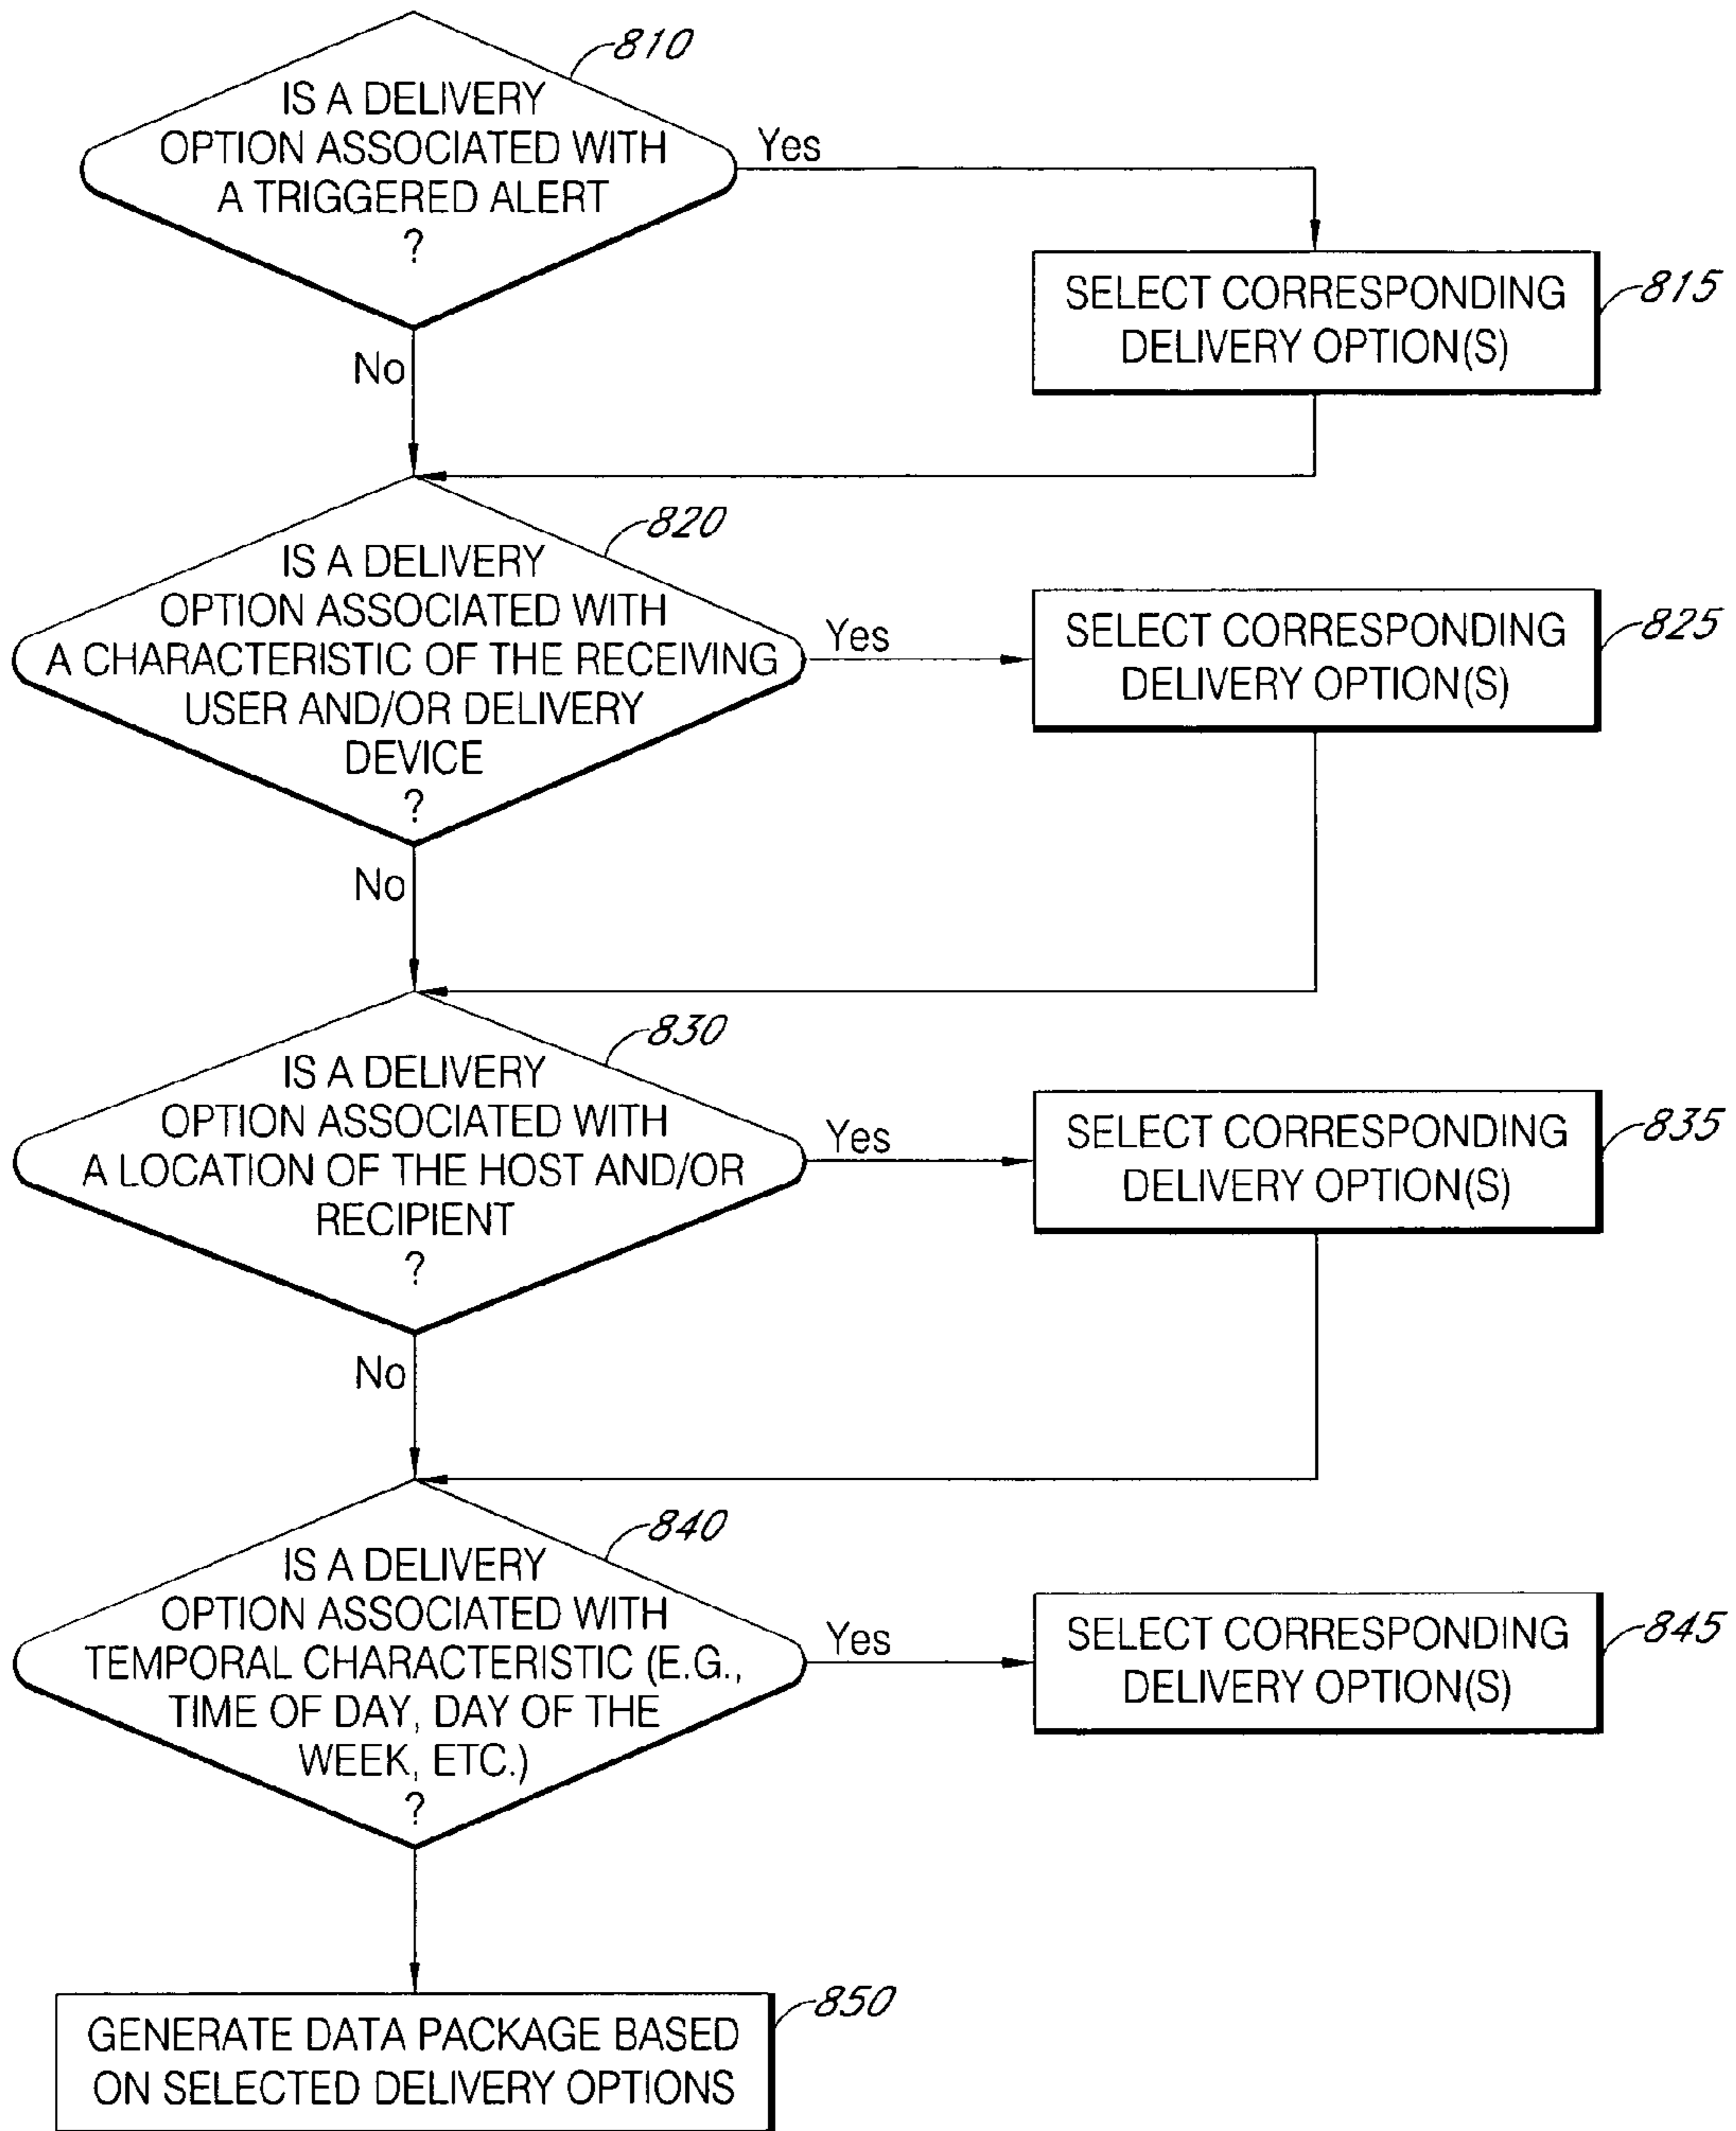 810
IS A DELIVERY
OPTION ASSOCIATED WITH
A TRIGGERED ALERT
?
Yes
No
SELECT CORRESPONDING
DELIVERY OPTION(S)
815
820
IS A DELIVERY
OPTION ASSOCIATED WITH
A CHARACTERISTIC OF THE RECEIVING
USER AND/OR DELIVERY
DEVICE
?
Yes
No
SELECT CORRESPONDING
DELIVERY OPTION(S)
825
830
IS A DELIVERY
OPTION ASSOCIATED WITH
A LOCATION OF THE HOST AND/OR
RECIPIENT
?
Yes
No
SELECT CORRESPONDING
DELIVERY OPTION(S)
835
840
IS A DELIVERY
OPTION ASSOCIATED WITH
TEMPORAL CHARACTERISTIC (E.G.,
TIME OF DAY, DAY OF THE
WEEK, ETC.)
?
Yes
SELECT CORRESPONDING
DELIVERY OPTION(S)
845
850
GENERATE DATA PACKAGE BASED
ON SELECTED DELIVERY OPTIONS